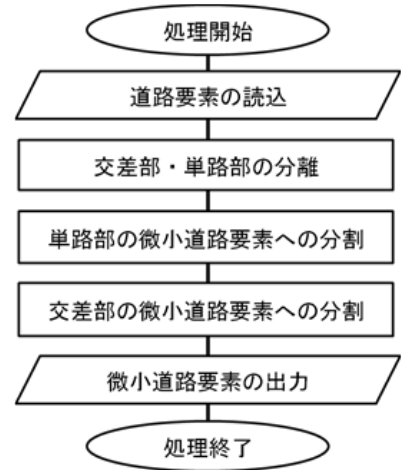 処理開始
道路要素の読込
交差部・単路部の分離
単路部の微小道路要素への分割
交差部の微小道路要素への分割
微小道路要素の出力
処理終了